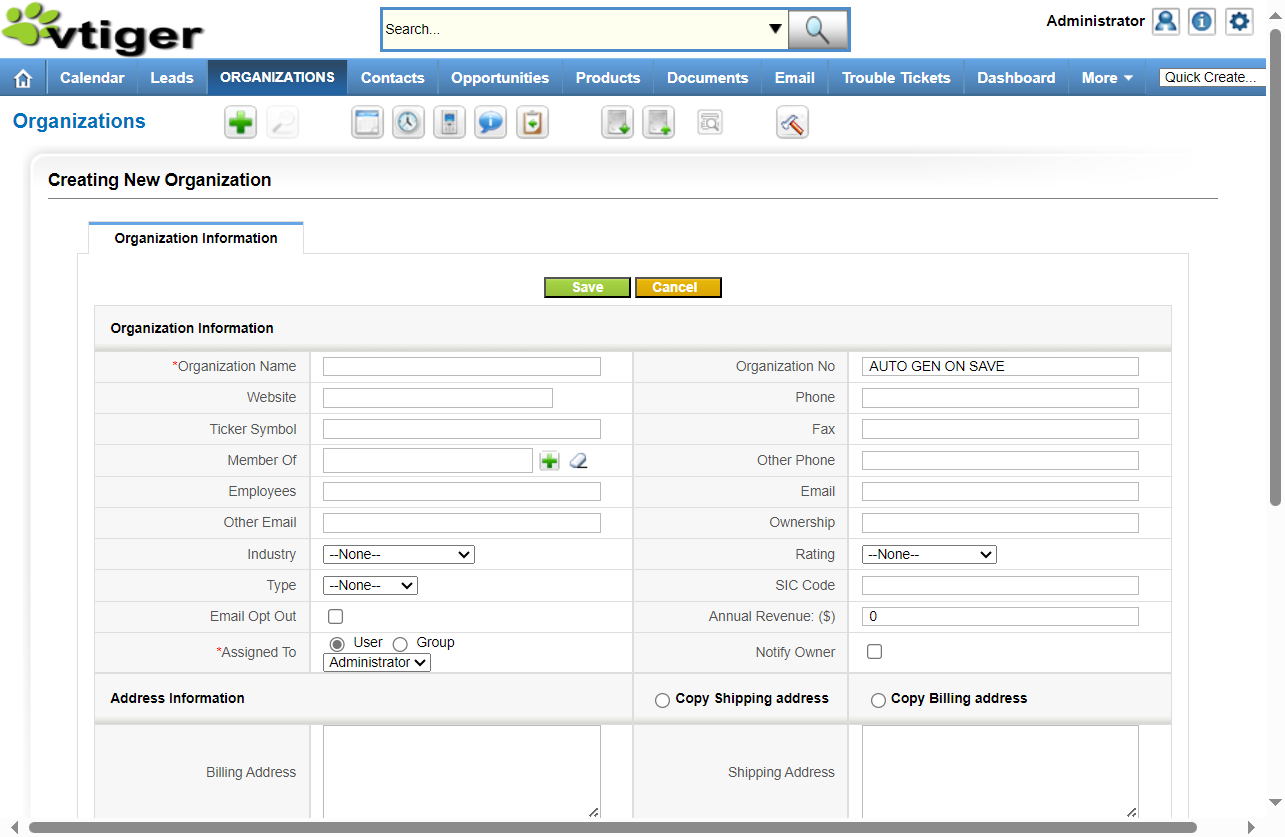 vtiger
Search...
Administrator
Calendar Leads ORGANIZATIONS Contacts Opportunities Products Documents Email Trouble Tickets Dashboard More Quick Create...
Organizations
Creating New Organization
Organization Information
Save Cancel
Organization Information
*Organization Name Organization No AUTO GEN ON SAVE
Website Phone
Ticker Symbol Fax
Member Of Other Phone
Employees Email
Other Email Ownership
Industry --None-- Rating --None--
Type --None-- SIC Code
Email Opt Out Annual Revenue: ($) 0
*Assigned To User Group Administrator Notify Owner
Address Information Copy Shipping address Copy Billing address
Billing Address Shipping Address